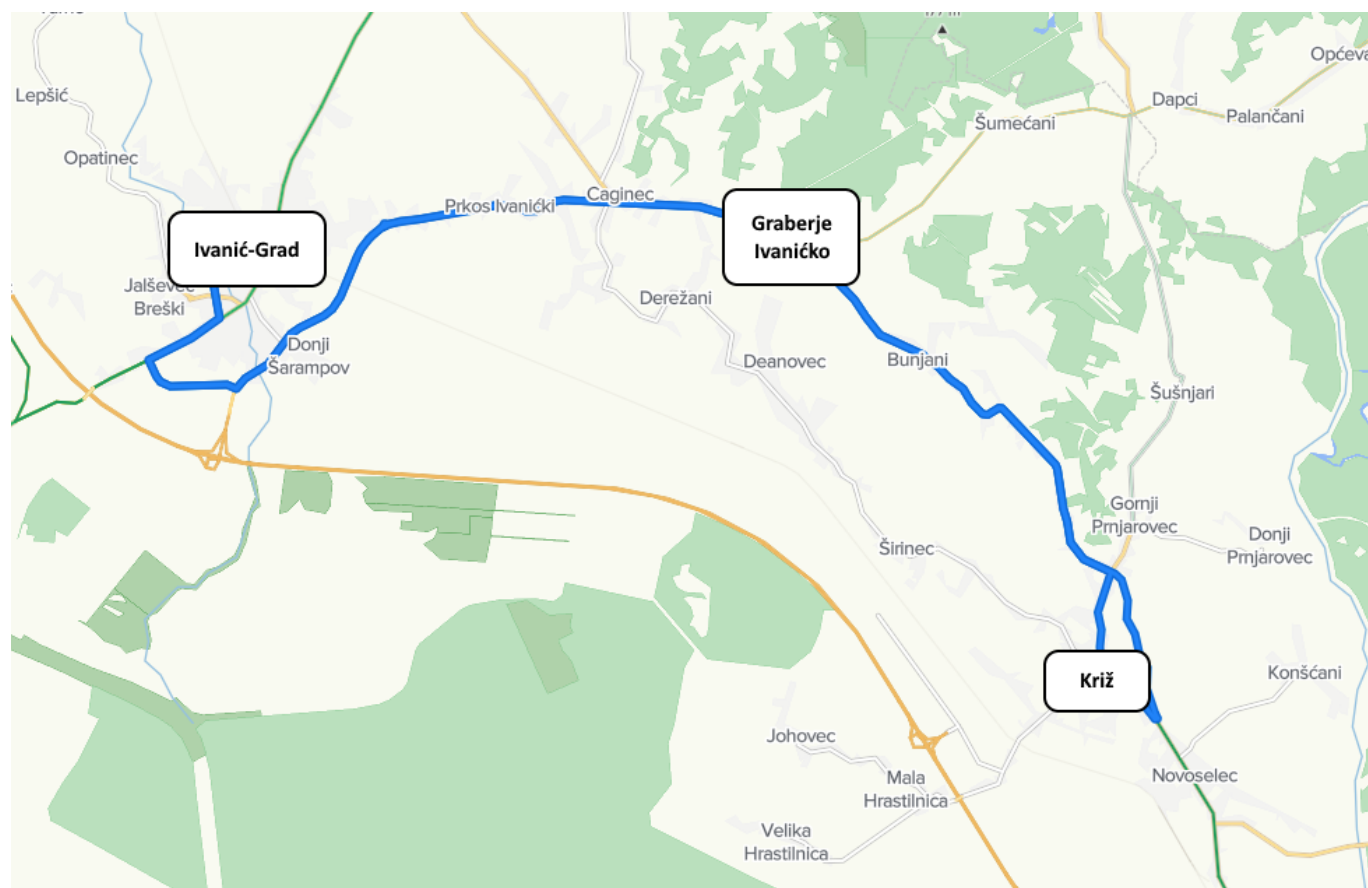 Lepšić
Opatinec
Ivanić-Grad
Jalševec
Breški
Donji
Šarampov
Prkos Ivanićki
Caginec
Graberje
Ivanićko
Šumećani
Dapci
Palančani
Derežani
Deanovec
Bunjani
Šušnjari
Gornji
Prnjarovec
Donji
Prnjarovec
Širinec
Križ
Konšćani
Johovec
Mala
Hrastilnica
Novoselec
Velika
Hrastilnica